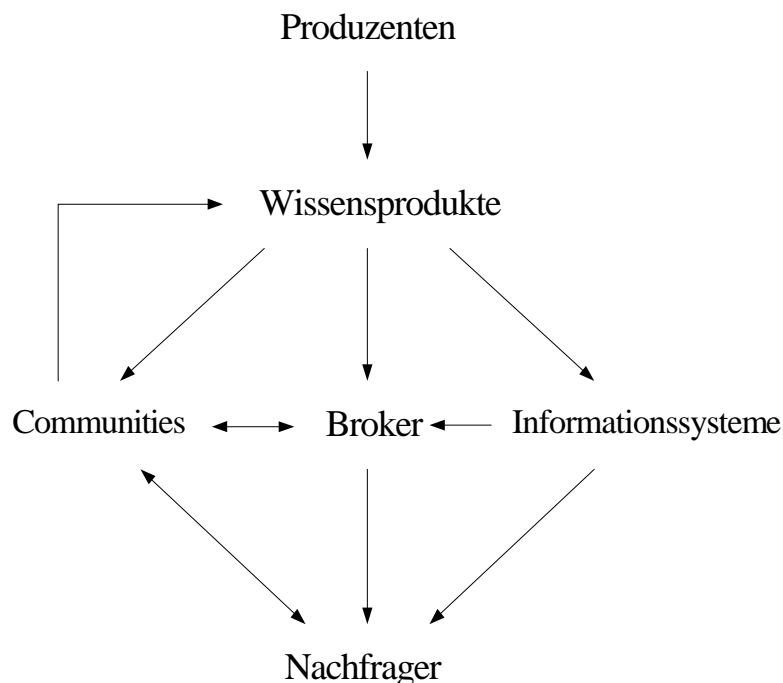 Produzenten
Wissensprodukte
Communities
Broker
Informationssysteme
Nachfrager